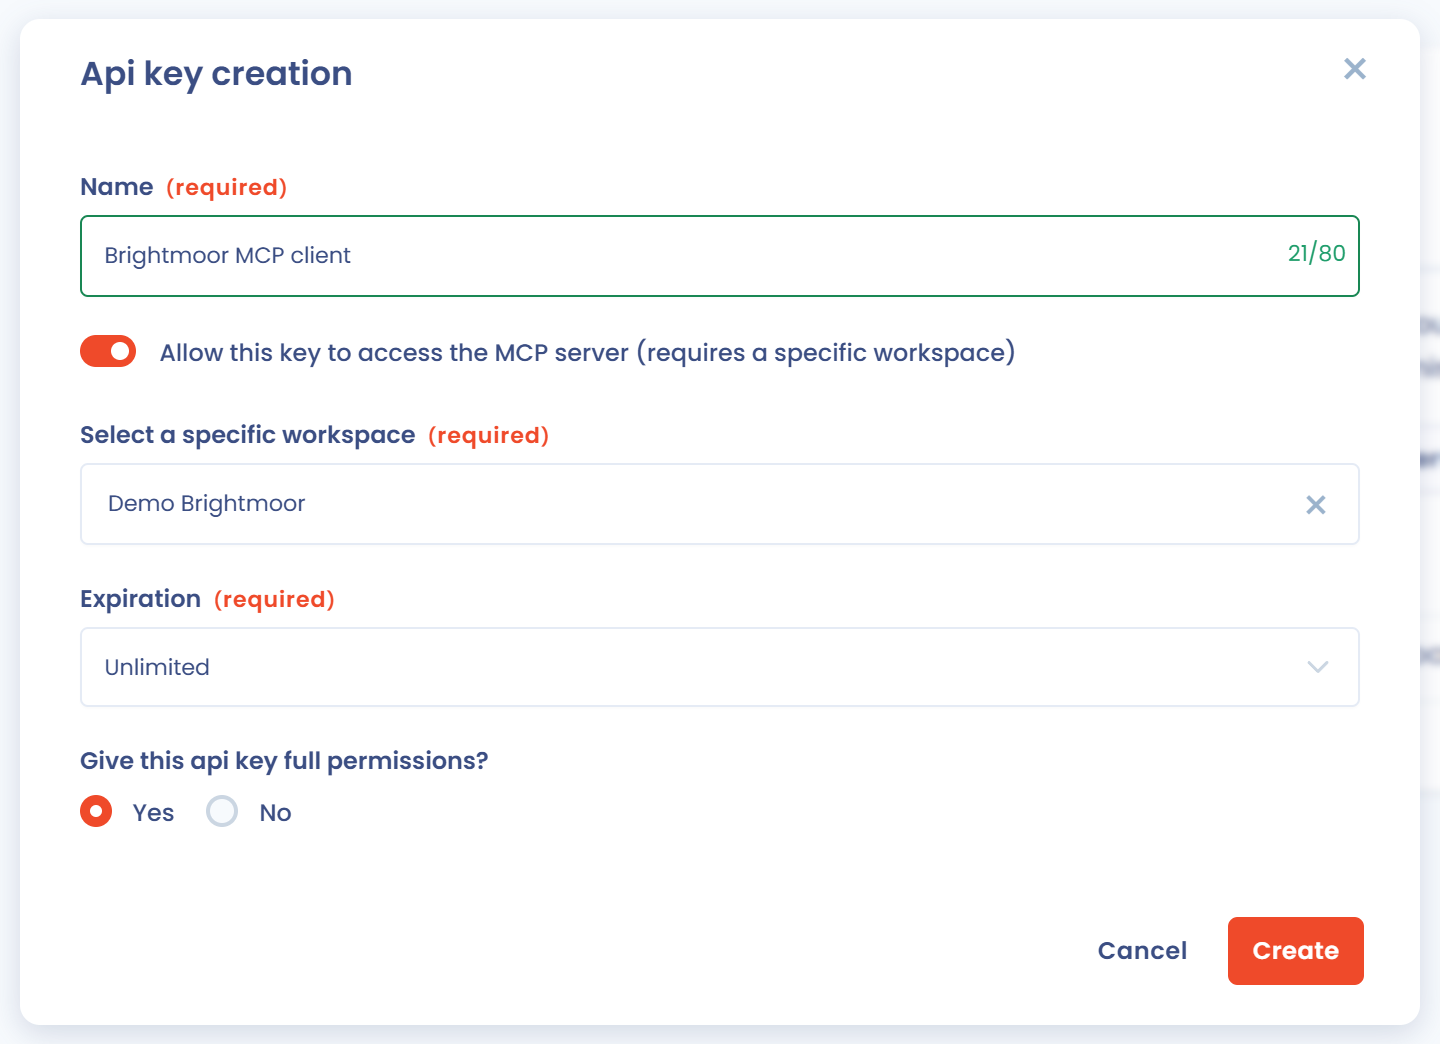 Api key creation
Name (required)
Brightmoor MCP client 21/80
Allow this key to access the MCP server (requires a specific workspace)
Select a specific workspace (required)
Demo Brightmoor
Expiration (required)
Unlimited
Give this api key full permissions?
Yes No
Cancel Create